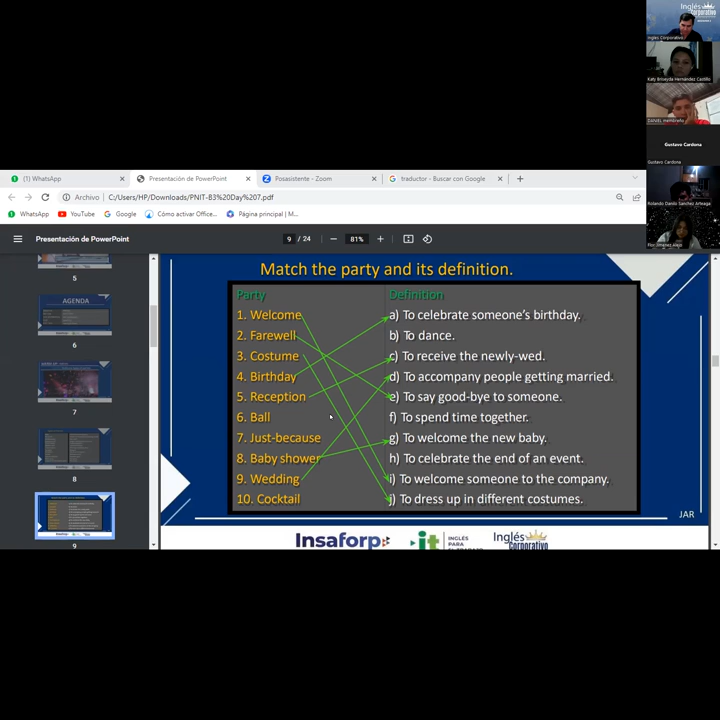 Inglés
Corporativo
Ingles Corporativo
Katy Briseyda Hernández Castillo
Gustavo Cardona
Gustavo Cardona
Rolando Danilo Sanchez Arteaga
(1) WhatsApp
Presentación de PowerPoint
Posasistente - Zoom
traductor - Buscar con Google
Archivo
C:/Users/HP/Downloads/PNIT-83%20Day%207.pdf
WhatsApp
YouTube
Google
Cómo activar Office...
Página principal | M...
Presentación de PowerPoint
9 / 24
81%
5
AGENDA
6
7
8
9
Match the party and its definition.
Party
Definition
1. Welcome
a) To celebrate someone's birthday.
2. Farewell
b) To dance.
3. Costume
c) To receive the newly-wed.
4. Birthday
d) To accompany people getting married.
5. Reception
e) To say good-bye to someone.
6. Ball
f) To spend time together.
7. Just-because
g) To welcome the new baby.
8. Baby shower
h) To celebrate the end of an event.
9. Wedding
i) To welcome someone to the company.
10. Cocktail
j) To dress up in different costumes.
JAR
Insaforp
it
INGLÉS
PARA
Inglés
Corporativo